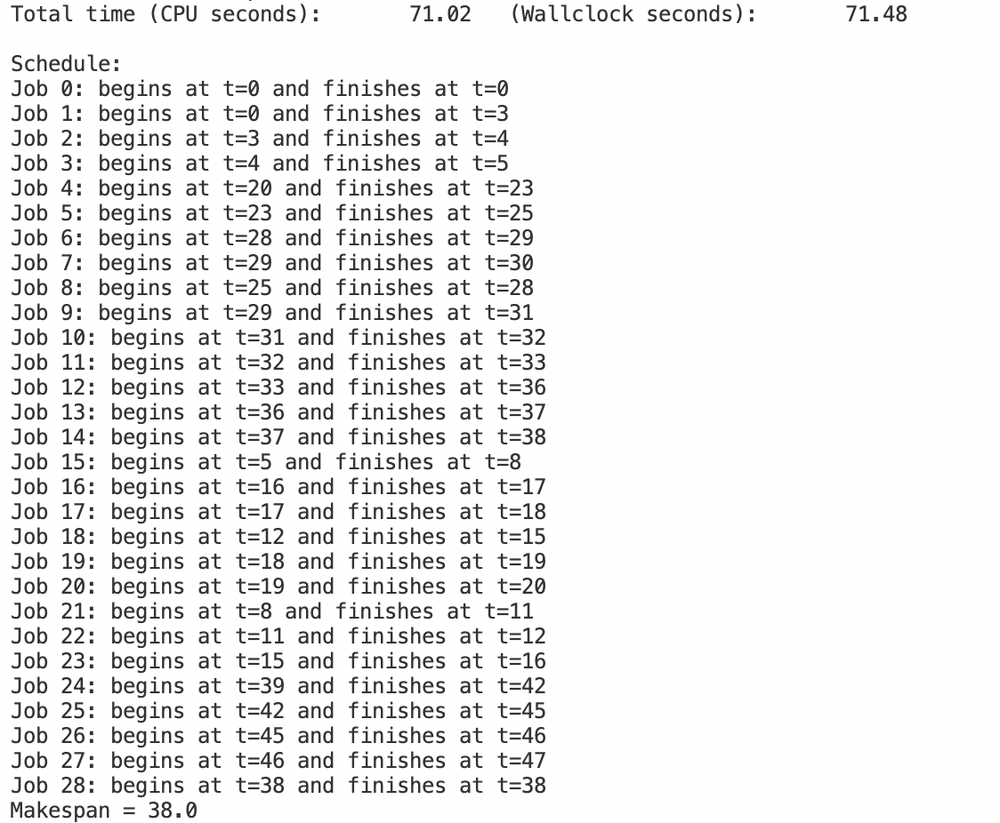 Total time (CPU seconds):       71.02   (Wallclock seconds):       71.48
Schedule:
Job 0: begins at t=0 and finishes at t=0
Job 1: begins at t=0 and finishes at t=3
Job 2: begins at t=3 and finishes at t=4
Job 3: begins at t=4 and finishes at t=5
Job 4: begins at t=20 and finishes at t=23
Job 5: begins at t=23 and finishes at t=25
Job 6: begins at t=28 and finishes at t=29
Job 7: begins at t=29 and finishes at t=30
Job 8: begins at t=25 and finishes at t=28
Job 9: begins at t=29 and finishes at t=31
Job 10: begins at t=31 and finishes at t=32
Job 11: begins at t=32 and finishes at t=33
Job 12: begins at t=33 and finishes at t=36
Job 13: begins at t=36 and finishes at t=37
Job 14: begins at t=37 and finishes at t=38
Job 15: begins at t=5 and finishes at t=8
Job 16: begins at t=16 and finishes at t=17
Job 17: begins at t=17 and finishes at t=18
Job 18: begins at t=12 and finishes at t=15
Job 19: begins at t=18 and finishes at t=19
Job 20: begins at t=19 and finishes at t=20
Job 21: begins at t=8 and finishes at t=11
Job 22: begins at t=11 and finishes at t=12
Job 23: begins at t=15 and finishes at t=16
Job 24: begins at t=39 and finishes at t=42
Job 25: begins at t=42 and finishes at t=45
Job 26: begins at t=45 and finishes at t=46
Job 27: begins at t=46 and finishes at t=47
Job 28: begins at t=38 and finishes at t=38
Makespan = 38.0